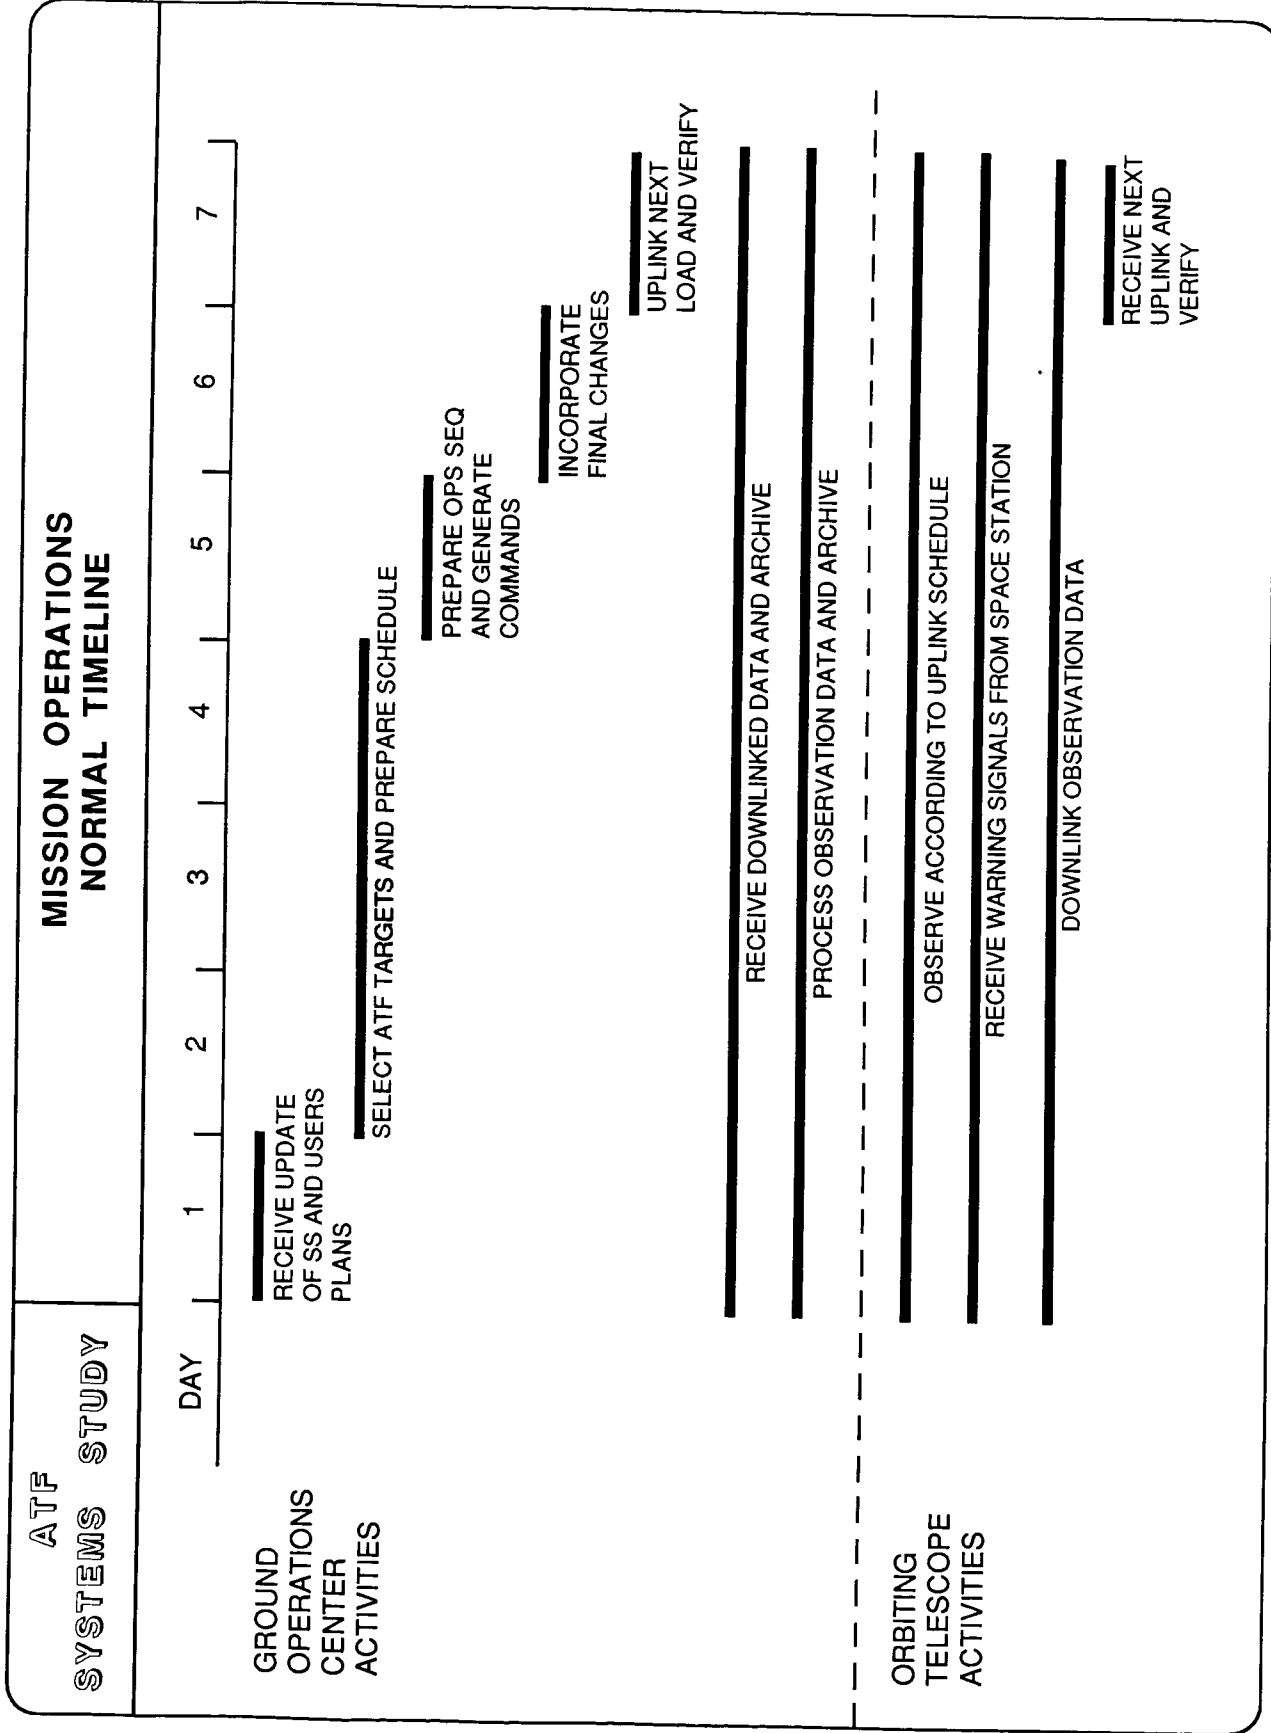 ATF
SYSTEMS STUDY
MISSION OPERATIONS
NORMAL TIMELINE
DAY 1 2 3 4 5 6 7
GROUND
OPERATIONS
CENTER
ACTIVITIES
RECEIVE UPDATE
OF SS AND USERS
PLANS
SELECT ATF TARGETS AND PREPARE SCHEDULE
PREPARE OPS SEQ
AND GENERATE
COMMANDS
INCORPORATE
FINAL CHANGES
UPLINK NEXT
LOAD AND VERIFY
RECEIVE DOWNLINKED DATA AND ARCHIVE
PROCESS OBSERVATION DATA AND ARCHIVE
ORBITING
TELESCOPE
ACTIVITIES
OBSERVE ACCORDING TO UPLINK SCHEDULE
RECEIVE WARNING SIGNALS FROM SPACE STATION
DOWNLINK OBSERVATION DATA
RECEIVE NEXT
UPLINK AND
VERIFY